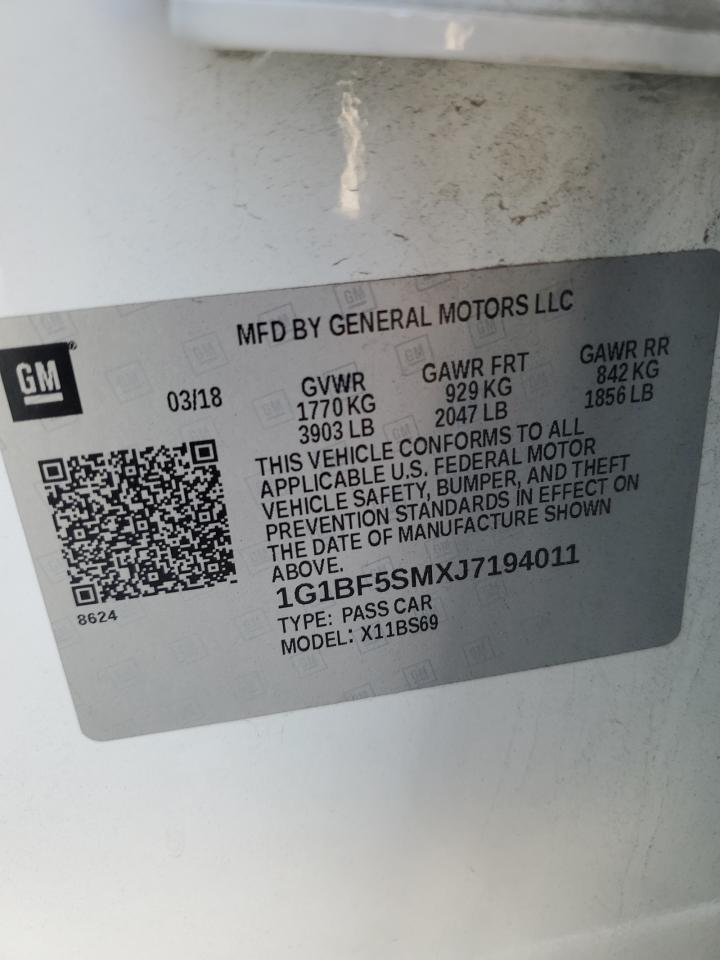 MFD BY GENERAL MOTORS LLC
GM
03/18
GVWR
1770 KG
3903 LB
GAWR FRT
929 KG
2047 LB
GAWR RR
842 KG
1856 LB
THIS VEHICLE CONFORMS TO ALL
APPLICABLE U.S. FEDERAL MOTOR
VEHICLE SAFETY, BUMPER, AND THEFT
PREVENTION STANDARDS IN EFFECT ON
THE DATE OF MANUFACTURE SHOWN
ABOVE.
1G1BF5SMXJ7194011
TYPE: PASS CAR
MODEL: X11BS69
8624